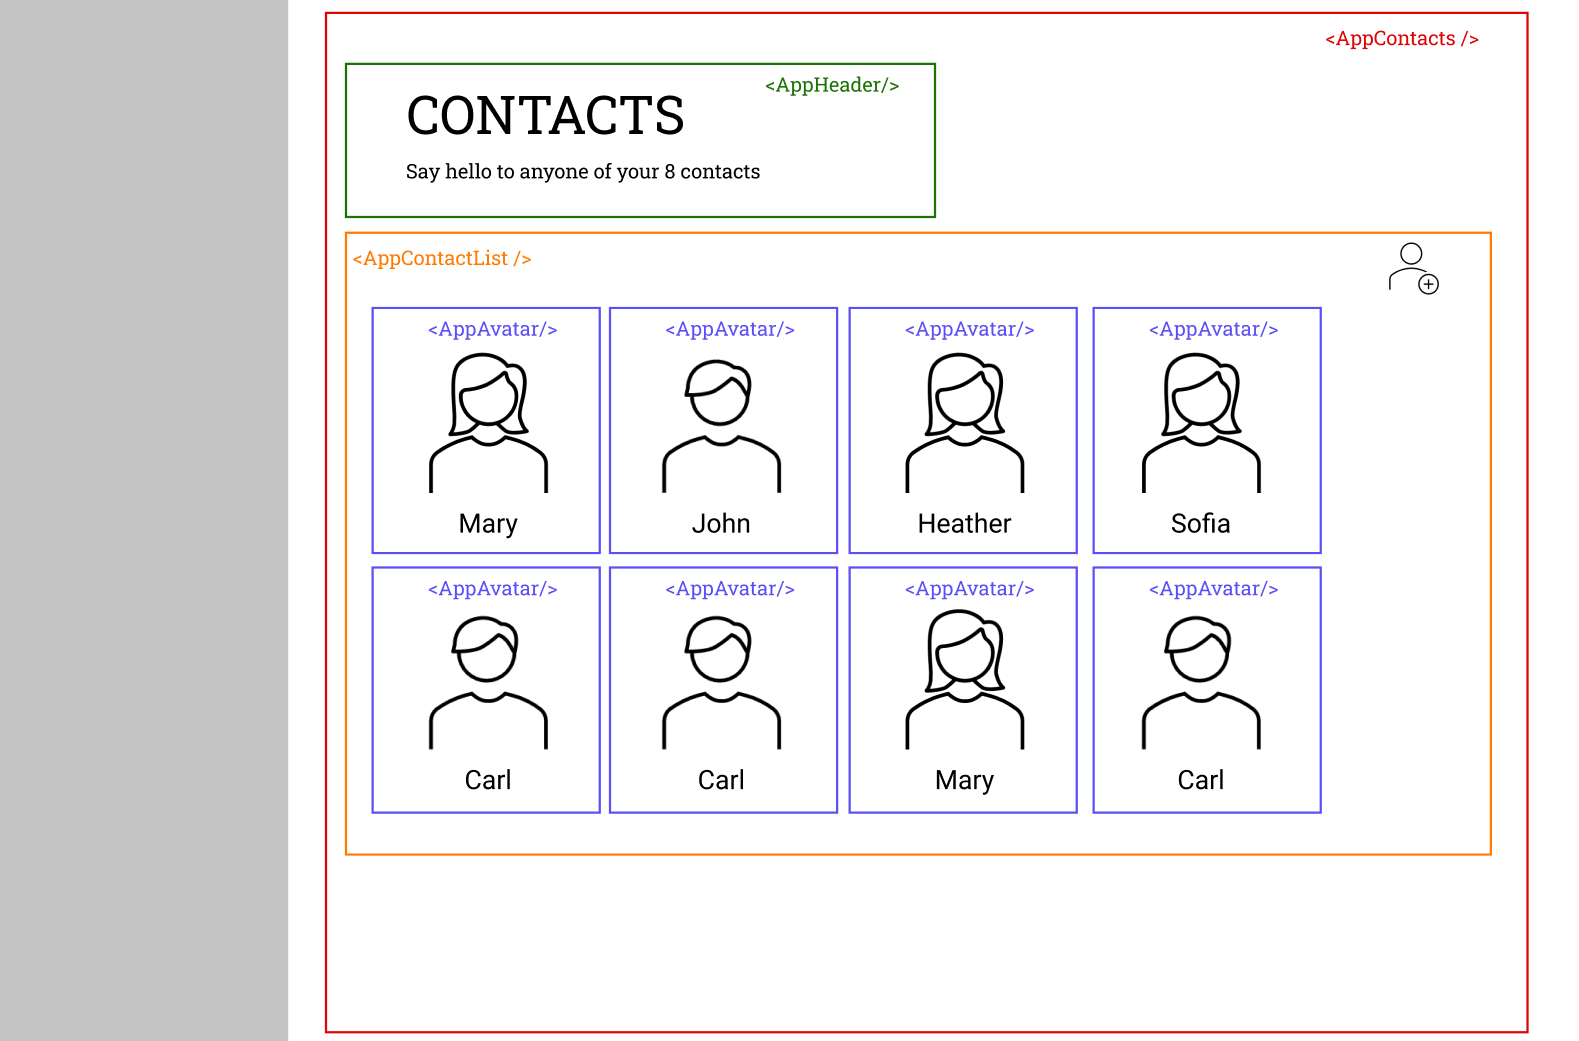 <AppContacts />
<AppHeader/>
CONTACTS
Say hello to anyone of your 8 contacts
<AppContactList />
<AppAvatar/> <AppAvatar/> <AppAvatar/> <AppAvatar/>
Mary John Heather Sofia
<AppAvatar/> <AppAvatar/> <AppAvatar/> <AppAvatar/>
Carl Carl Mary Carl